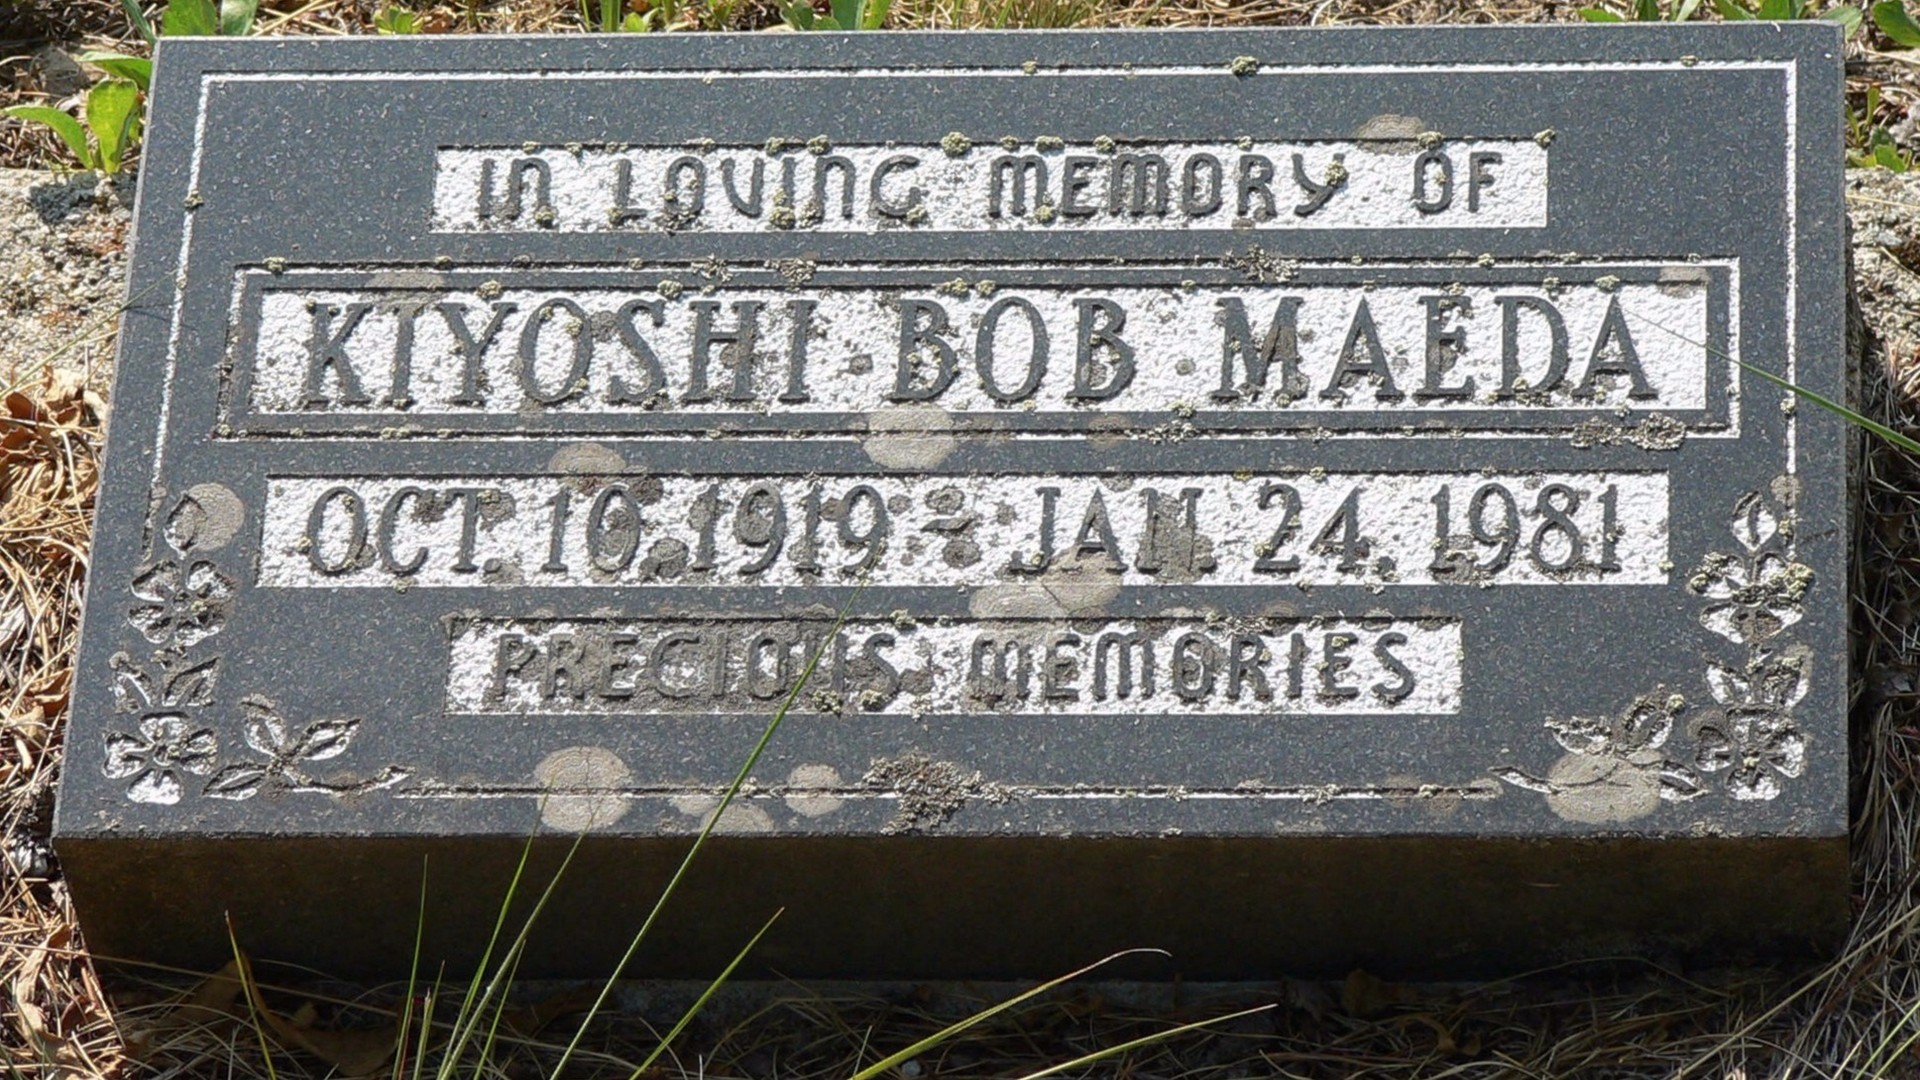 IN LOVING MEMORY OF
KIYOSHI · BOB · MAEDA
OCT. 10, 1919 - JAN. 24, 1981
PRECIOUS MEMORIES